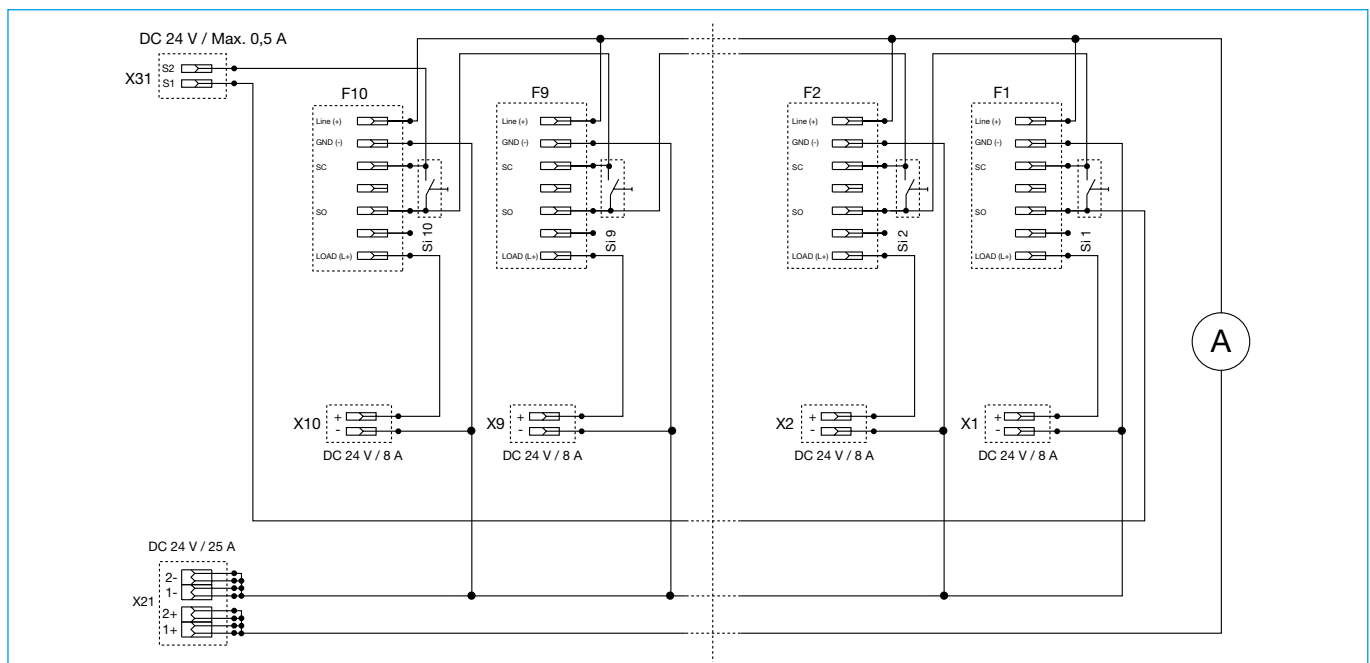 DC 24 V / Max. 0,5 A
X31
S2
S1
F10
F9
F2
F1
Line (+)
GND (-)
SC
SO
LOAD (L+)
Si 10
Line (+)
GND (-)
SC
SO
LOAD (L+)
Si 9
Line (+)
GND (-)
SC
SO
LOAD (L+)
Si 2
Line (+)
GND (-)
SC
SO
LOAD (L+)
Si 1
A
X10
+
-
DC 24 V / 8 A
X9
+
-
DC 24 V / 8 A
X2
+
-
DC 24 V / 8 A
X1
+
-
DC 24 V / 8 A
DC 24 V / 25 A
X21
2-
1-
2+
1+